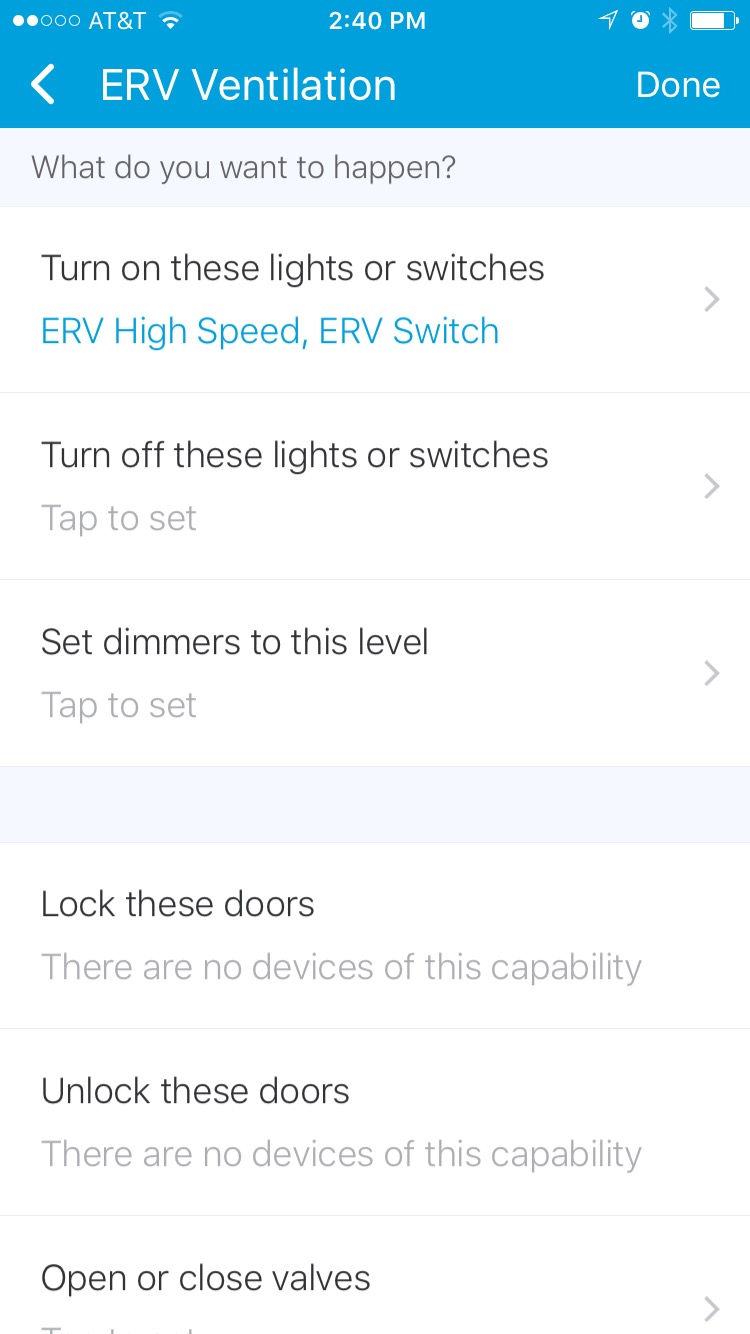 AT&T 2:40 PM
ERV Ventilation Done
What do you want to happen?
Turn on these lights or switches
ERV High Speed, ERV Switch
Turn off these lights or switches
Tap to set
Set dimmers to this level
Tap to set
Lock these doors
There are no devices of this capability
Unlock these doors
There are no devices of this capability
Open or close valves